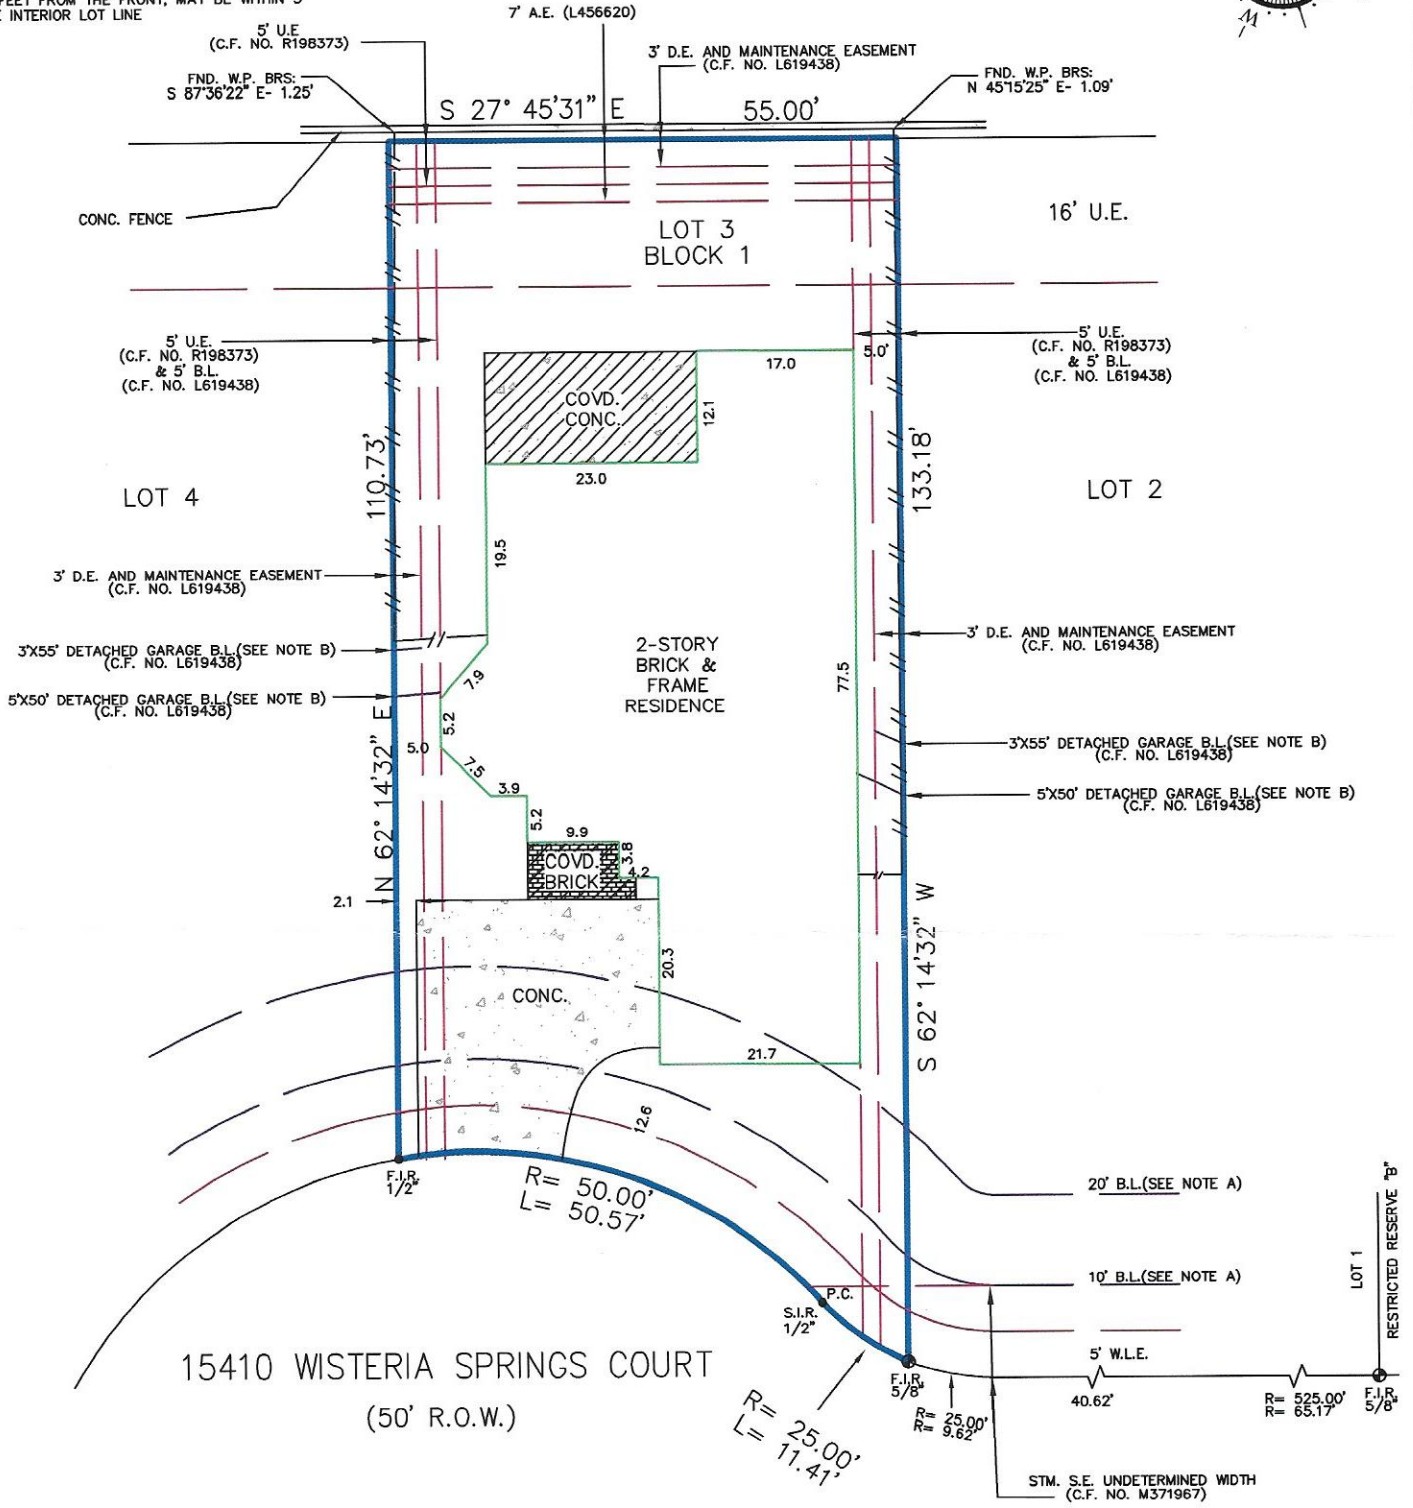 FEET FROM THE FRONT, MAY BE WITHIN 3'
INTERIOR LOT LINE
W
5' U.E
(C.F. NO. R198373)
7' A.E. (L456620)
3' D.E. AND MAINTENANCE EASEMENT
(C.F. NO. L619438)
FND. W.P. BRS:
S 87°36'22" E- 1.25'
FND. W.P. BRS:
N 45°15'25" E- 1.09'
S 27° 45'31" E 55.00'
CONC. FENCE
LOT 3
BLOCK 1
16' U.E.
5' U.E.
(C.F. NO. R198373)
& 5' B.L.
(C.F. NO. L619438)
5.0'
5' U.E.
(C.F. NO. R198373)
& 5' B.L.
(C.F. NO. L619438)
17.0
COVD.
CONC.
12.1
23.0
110.73'
133.18'
LOT 4
LOT 2
19.5
3' D.E. AND MAINTENANCE EASEMENT
(C.F. NO. L619438)
3'X55' DETACHED GARAGE B.L.(SEE NOTE B)
(C.F. NO. L619438)
5'X50' DETACHED GARAGE B.L.(SEE NOTE B)
(C.F. NO. L619438)
2-STORY
BRICK &
FRAME
RESIDENCE
77.5
3' D.E. AND MAINTENANCE EASEMENT
(C.F. NO. L619438)
3'X55' DETACHED GARAGE B.L.(SEE NOTE B)
(C.F. NO. L619438)
5'X50' DETACHED GARAGE B.L.(SEE NOTE B)
(C.F. NO. L619438)
7.9
5.2
5.0
7.5
3.9
5.2
9.9
3.8
4.2
COVD.
BRICK
N 62° 14'32" E
S 62° 14'32" W
2.1
20.3
CONC.
21.7
12.6
F.I.R.
1/2"
R= 50.00'
L= 50.57'
20' B.L.(SEE NOTE A)
10' B.L.(SEE NOTE A)
P.C.
S.I.R.
1/2"
LOT 1
RESTRICTED RESERVE "B"
5' W.L.E.
15410 WISTERIA SPRINGS COURT
(50' R.O.W.)
F.I.R.
5/8"
R= 25.00'
L= 11.41'
R= 25.00'
R= 9.62'
40.62'
R= 525.00'
R= 65.17'
F.I.R.
5/8"
STM. S.E. UNDETERMINED WIDTH
(C.F. NO. M371967)